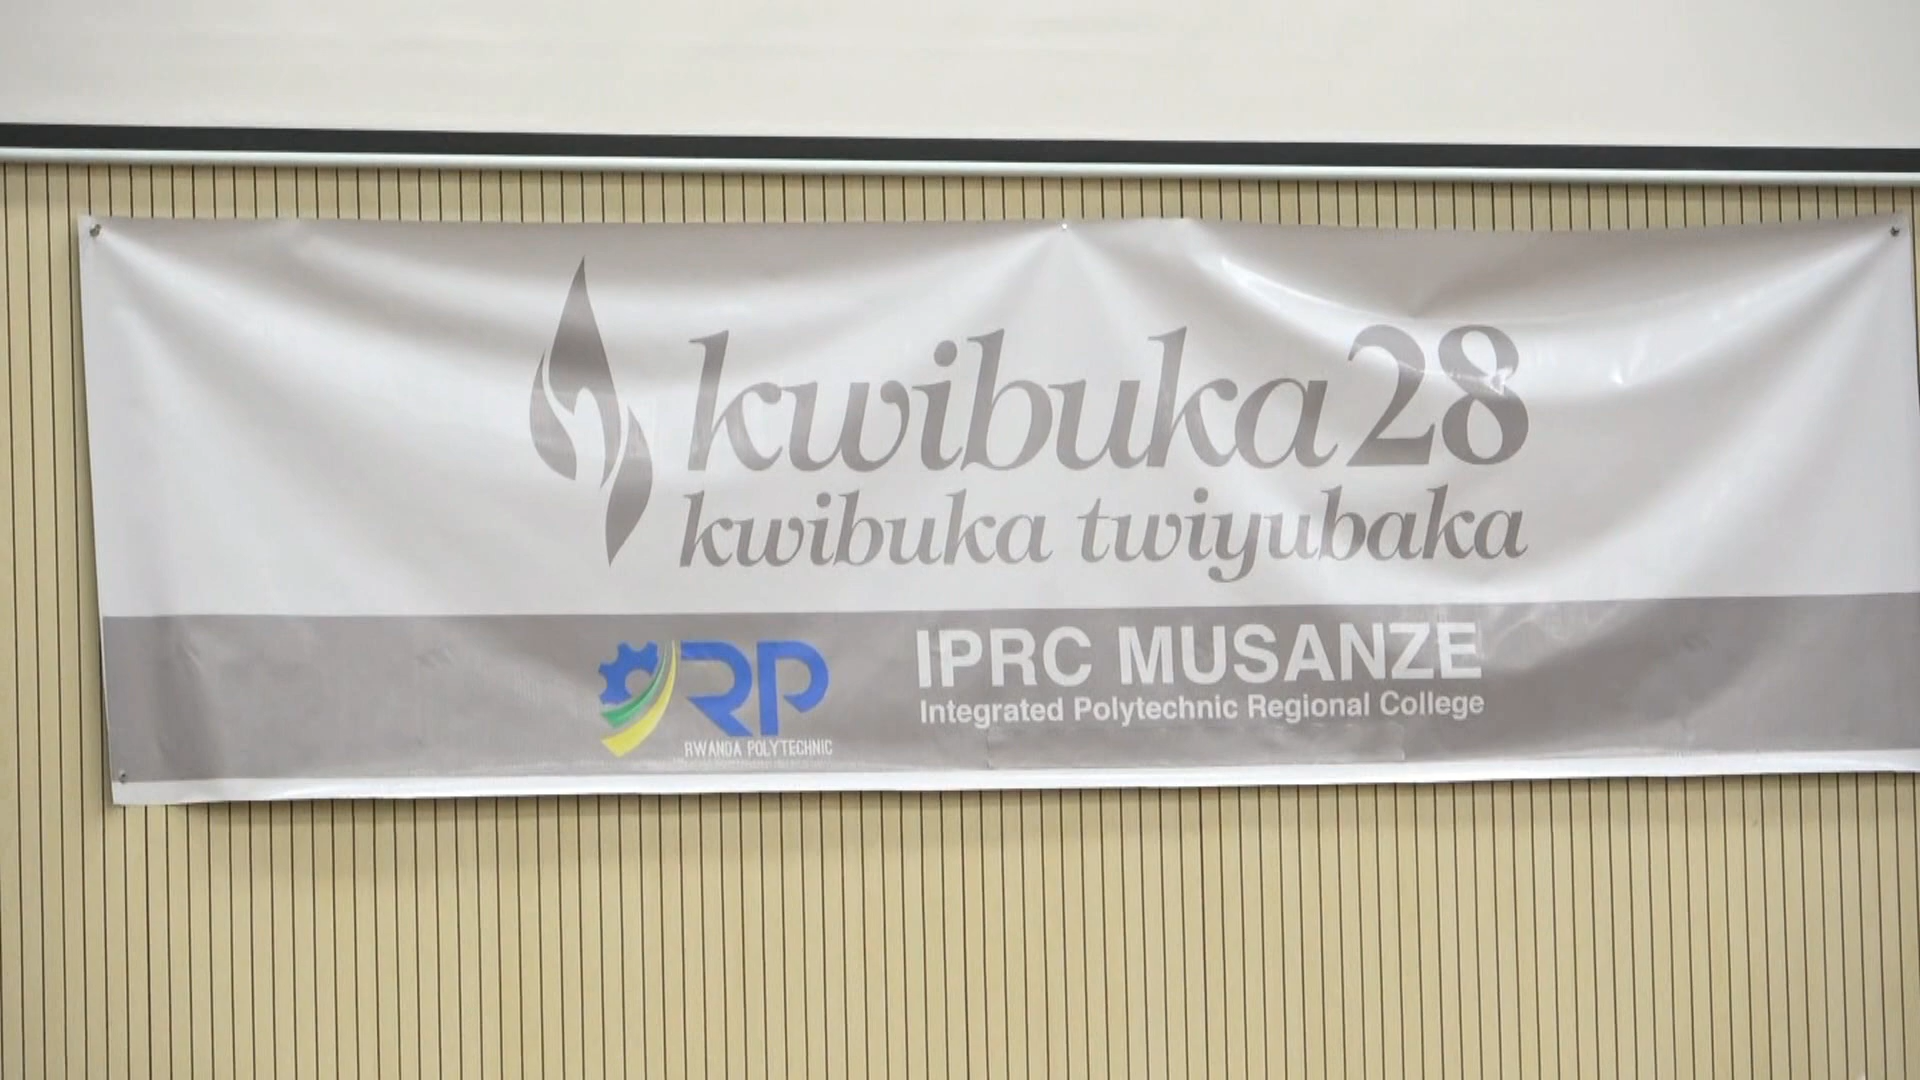 kwibuka28
kwibuka twiyubaka
RP
RWANDA POLYTECHNIC
IPRC MUSANZE
Integrated Polytechnic Regional College